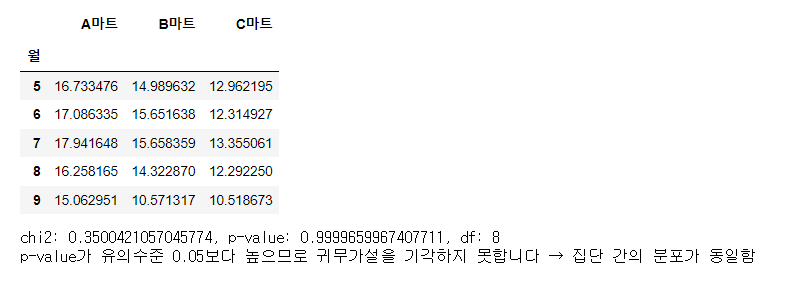 A마트 B마트 C마트
월
5 16.733476 14.989632 12.962195
6 17.086335 15.651638 12.314927
7 17.941648 15.658359 13.355061
8 16.258165 14.322870 12.292250
9 15.062951 10.571317 10.518673
chi2: 0.3500421057045774, p-value: 0.9999659967407711, df: 8
p-value가 유의수준 0.05보다 높으므로 귀무가설을 기각하지 못합니다 → 집단 간의 분포가 동일함